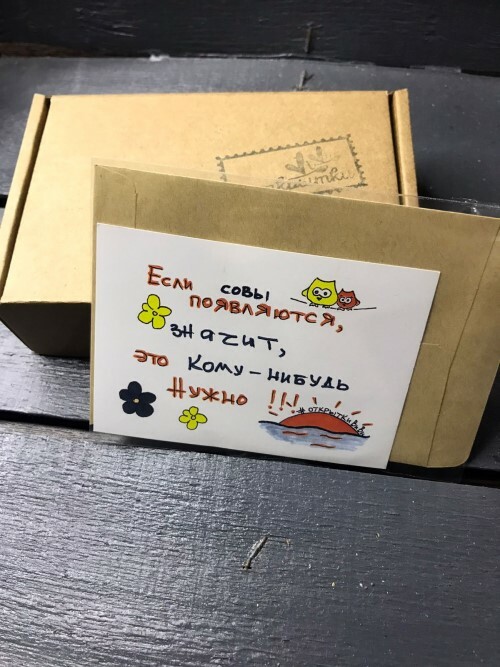 Если совы
появляются,
значит,
это кому-нибудь
нужно !!!